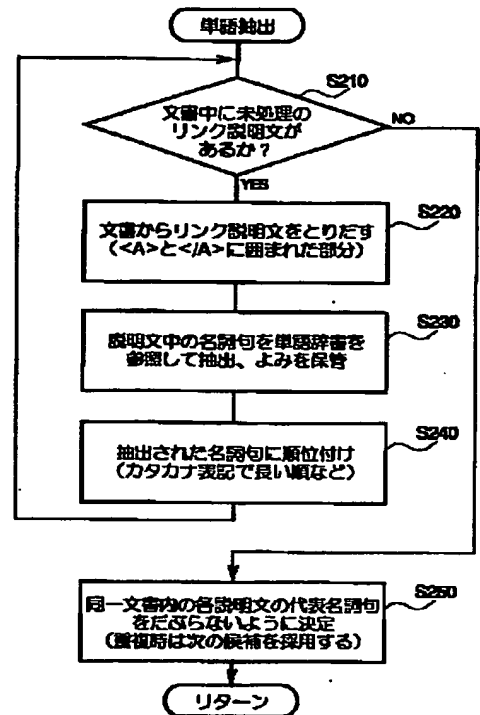 単語抽出
S210
文書中に未処理の
リンク説明文が
あるか？
NO
YES
S220
文書からリンク説明文をとりだす
（<A>と</A>に囲まれた部分）
S230
説明文中の名詞句を単語辞書を
参照して抽出、よみを保管
S240
抽出された名詞句に順位付け
（カタカナ表記で長い順など）
S250
同一文書内の各説明文の代表名詞句
をだぶらないように決定
（重複時は次の候補を採用する）
リターン